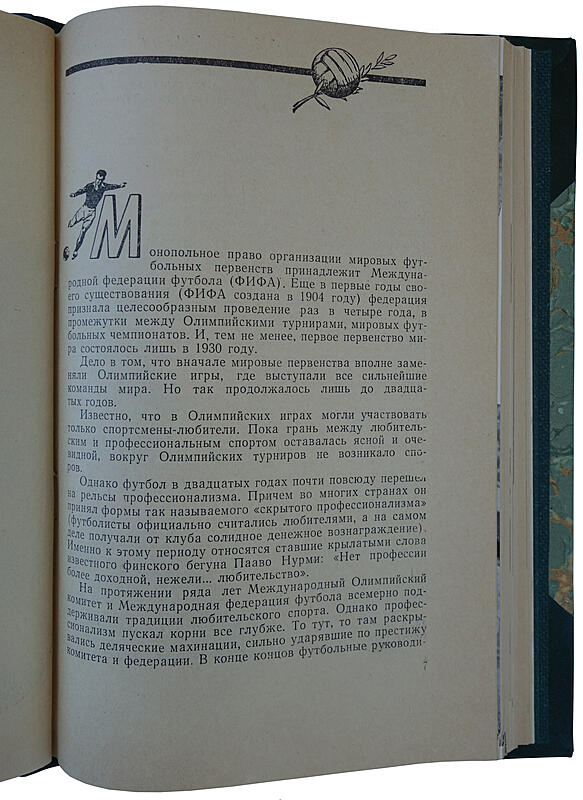 Монопольное право организации мировых фут-
больных первенств принадлежит Междуна-
родной федерации футбола (ФИФА). Еще в первые годы сво-
его существования (ФИФА создана в 1904 году) федерация
признала целесообразным проведение раз в четыре года, в
промежутки между Олимпийскими турнирами, мировых фут-
больных чемпионатов. И, тем не менее, первое первенство ми-
ра состоялось лишь в 1930 году.
Дело в том, что вначале мировые первенства вполне заме-
няли Олимпийские игры, где выступали все сильнейшие
команды мира. Но так продолжалось лишь до двадца-
тых годов.
Известно, что в Олимпийских играх могли участвовать
только спортсмены-любители. Пока грань между любитель-
ским и профессиональным спортом оставалась ясной и оче-
видной, вокруг Олимпийских турниров не возникало спо-
ров.
Однако футбол в двадцатых годах почти повсюду перешел
на рельсы профессионализма. Причем во многих странах он
принял формы так называемого «скрытого профессионализма»
(футболисты официально считались любителями, а на самом
деле получали от клуба солидное денежное вознаграждение).
Именно к этому периоду относятся ставшие крылатыми слова
известного финского бегуна Пааво Нурми: «Нет профессии
более доходной, нежели... любительство».
На протяжении ряда лет Международный Олимпийский
комитет и Международная федерация футбола всемерно под-
держивали традиции любительского спорта. Однако профес-
сионализм пускал корни все глубже. То тут, то там раскры-
вались деляческие махинации, сильно ударявшие по престижу
комитета и федерации. В конце концов футбольные руководи-